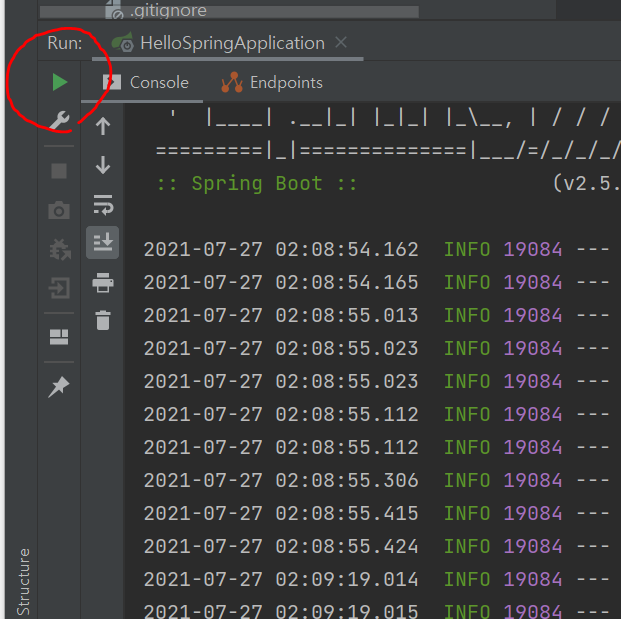 .gitignore
Run: HelloSpringApplication
Console Endpoints
' |____| .__|_| |_|_| |_\__, | / / /
=========|_|==============|___/=/_/_/_/
:: Spring Boot :: (v2.5.
2021-07-27 02:08:54.162 INFO 19084 ---
2021-07-27 02:08:54.165 INFO 19084 ---
2021-07-27 02:08:55.013 INFO 19084 ---
2021-07-27 02:08:55.023 INFO 19084 ---
2021-07-27 02:08:55.023 INFO 19084 ---
2021-07-27 02:08:55.112 INFO 19084 ---
2021-07-27 02:08:55.112 INFO 19084 ---
2021-07-27 02:08:55.306 INFO 19084 ---
2021-07-27 02:08:55.415 INFO 19084 ---
2021-07-27 02:08:55.424 INFO 19084 ---
2021-07-27 02:09:19.014 INFO 19084 ---
2021-07-27 02:09:19.015 INFO 19084 ---
Structure